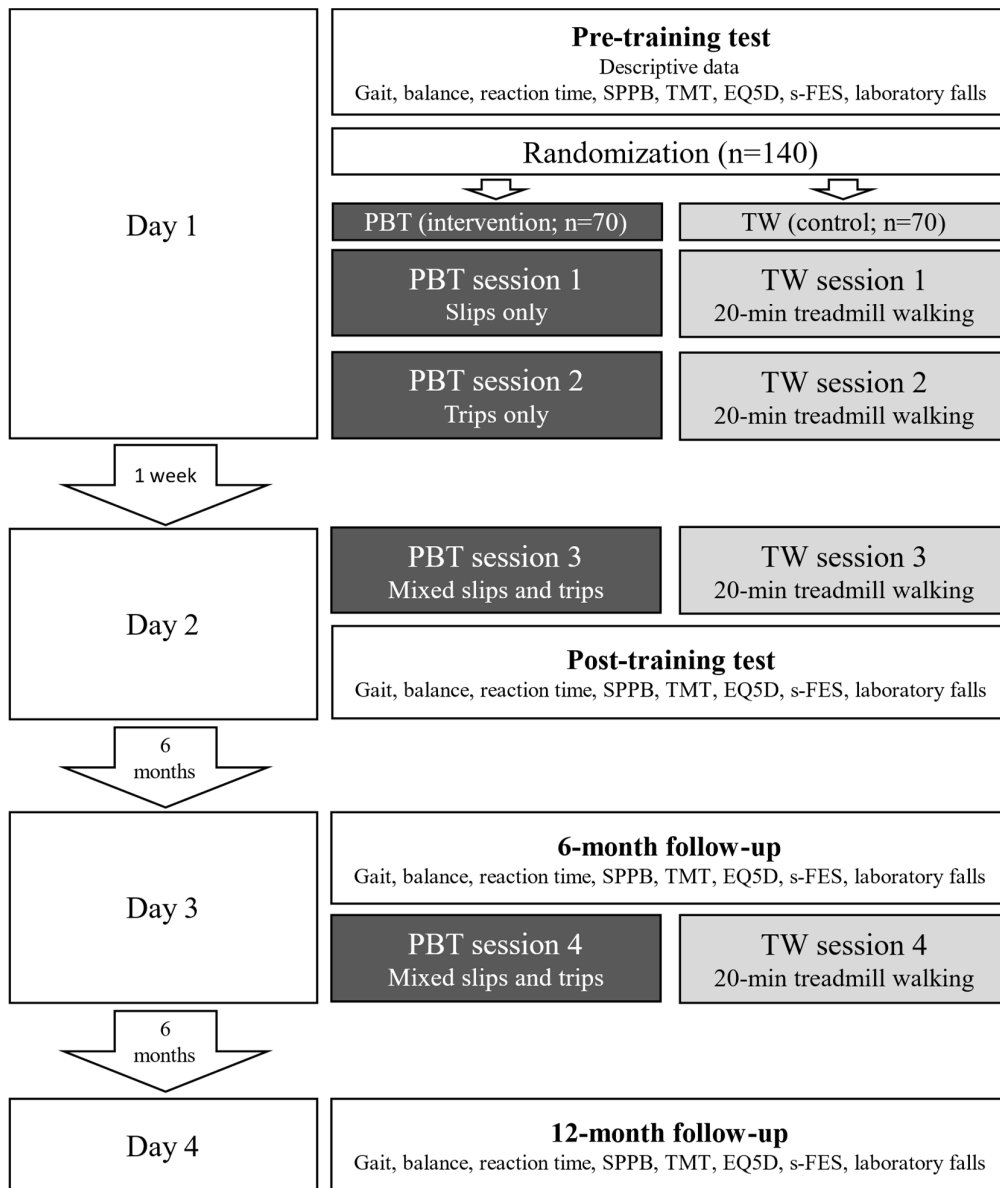 Day 1
Pre-training test
Descriptive data
Gait, balance, reaction time, SPPB, TMT, EQ5D, s-FES, laboratory falls
Randomization (n=140)
PBT (intervention; n=70)
TW (control; n=70)
PBT session 1
Slips only
TW session 1
20-min treadmill walking
PBT session 2
Trips only
TW session 2
20-min treadmill walking
1 week
Day 2
PBT session 3
Mixed slips and trips
TW session 3
20-min treadmill walking
Post-training test
Gait, balance, reaction time, SPPB, TMT, EQ5D, s-FES, laboratory falls
6
months
Day 3
6-month follow-up
Gait, balance, reaction time, SPPB, TMT, EQ5D, s-FES, laboratory falls
PBT session 4
Mixed slips and trips
TW session 4
20-min treadmill walking
6
months
Day 4
12-month follow-up
Gait, balance, reaction time, SPPB, TMT, EQ5D, s-FES, laboratory falls